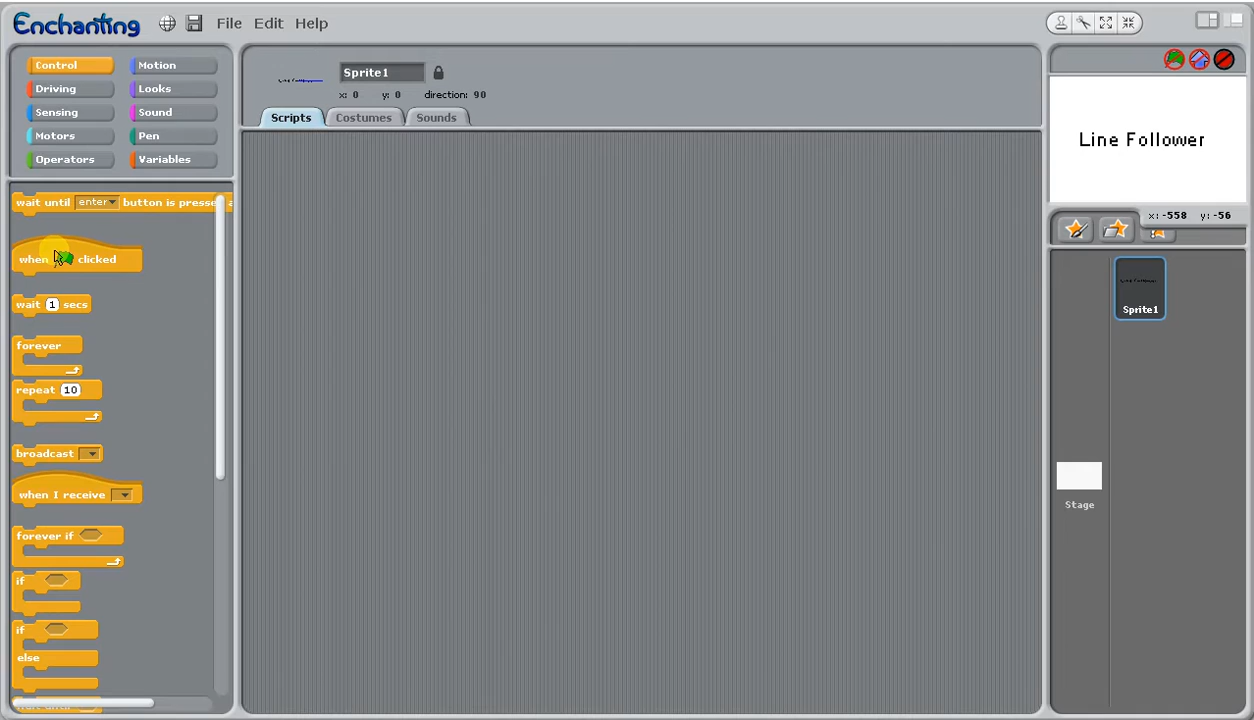 Enchanting File Edit Help
Control Motion
Driving Looks
Sensing Sound
Motors Pen
Operators Variables
wait until enter button is presse a
when clicked
wait 1 secs
forever
repeat 10
broadcast
when I receive
forever if
if
if
else
Sprite1
x: 0 y: 0 direction: 90
Scripts Costumes Sounds
Line Follower
x:-558 y:-56
Sprite1
Stage